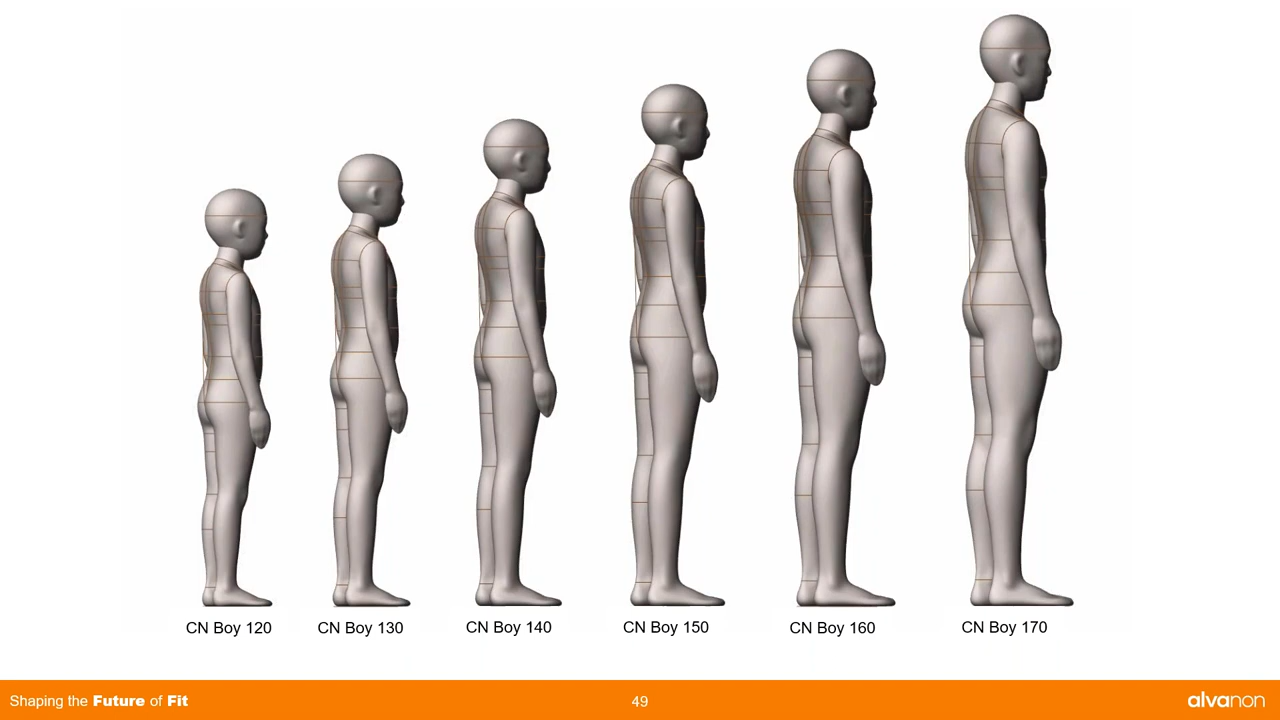 CN Boy 120
CN Boy 130
CN Boy 140
CN Boy 150
CN Boy 160
CN Boy 170
Shaping the Future of Fit
49
alvanon